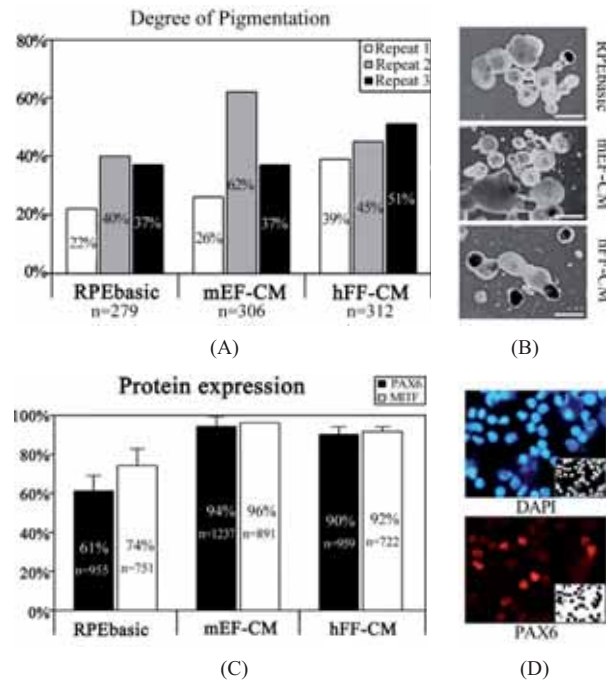 Degree of Pigmentation
80%
60%
40%
20%
0%
Repeat 1
Repeat 2
Repeat 3
22%
40%
37%
26%
62%
37%
39%
45%
51%
RPEbasic mEF-CM hFF-CM
n=279 n=306 n=312
(A)
RPEbasic
mEF-CM
hFF-CM
(B)
Protein expression
PAX6
MITF
100%
80%
60%
40%
20%
0%
61%
n=955
74%
n=751
94%
n=1237
96%
n=891
90%
n=959
92%
n=722
RPEbasic mEF-CM hFF-CM
(C)
DAPI
PAX6
(D)